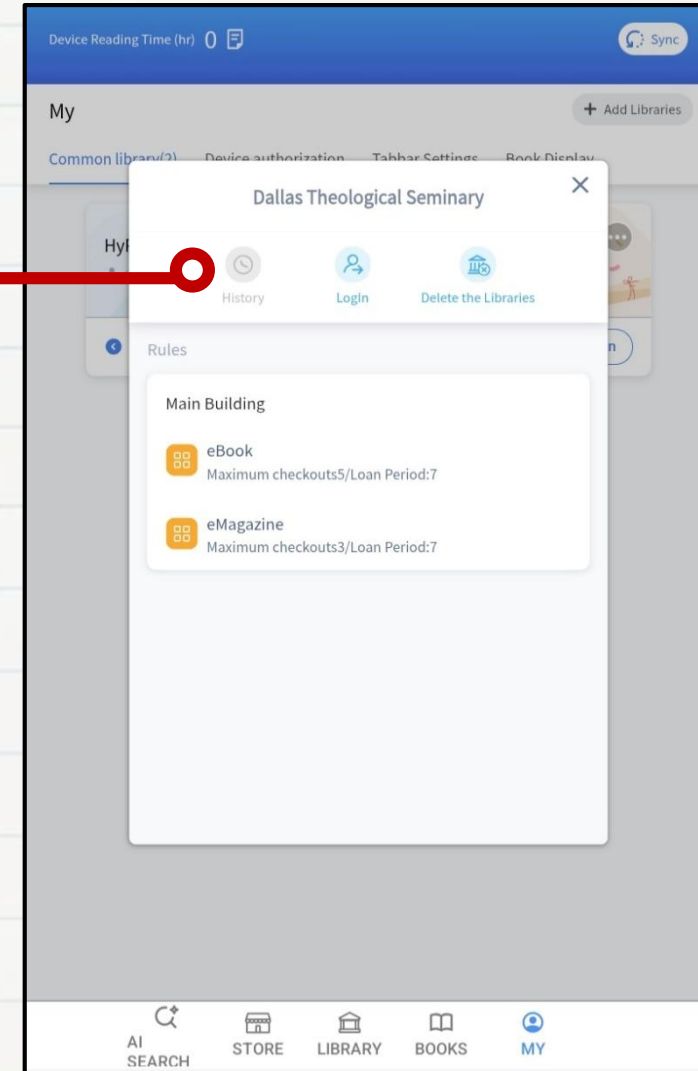 Device Reading Time (hr) 0
Sync
My
+ Add Libraries
Common library(2) Device authorization Tabbar Settings Book Display
Dallas Theological Seminary
History
LogIn
Delete the Libraries
Rules
Main Building
eBook
Maximum checkouts5/Loan Period:7
eMagazine
Maximum checkouts3/Loan Period:7
AI SEARCH
STORE
LIBRARY
BOOKS
MY